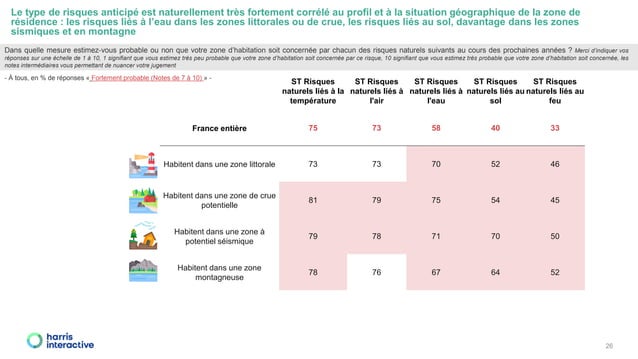 Le type de risques anticipé est naturellement très fortement corrélé au profil et à la situation géographique de la zone de
résidence : les risques liés à l'eau dans les zones littorales ou de crue, les risques liés au sol, davantage dans les zones
sismiques et en montagne
Dans quelle mesure estimez-vous probable ou non que votre zone d'habitation soit concernée par chacun des risques naturels suivants au cours des prochaines années ? Merci d'indiquer vos
réponses sur une échelle de 1 à 10, 1 signifiant que vous estimez très peu probable que votre zone d'habitation soit concernée par ce risque, 10 signifiant que vous estimez très probable que votre zone d'habitation soit concernée, les
notes intermédiaires vous permettant de nuancer votre jugement
- À tous, en % de réponses « Fortement probable (Notes de 7 à 10) » -
ST Risques naturels liés à la température
ST Risques naturels liés à l'air
ST Risques naturels liés à l'eau
ST Risques naturels liés au sol
ST Risques naturels liés au feu
France entière 75 73 58 40 33
Habitent dans une zone littorale 73 73 70 52 46
Habitent dans une zone de crue potentielle 81 79 75 54 45
Habitent dans une zone à potentiel séismique 79 78 71 70 50
Habitent dans une zone montagneuse 78 76 67 64 52
harris
interactive
26